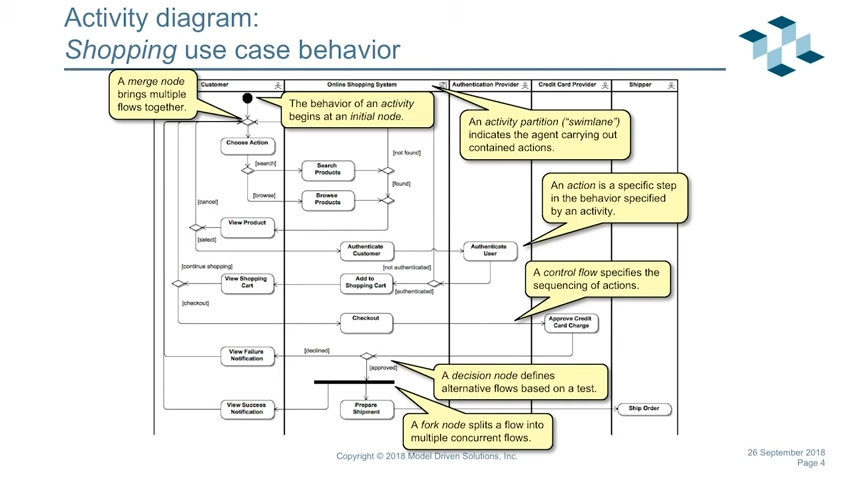 Activity diagram:
Shopping use case behavior
A merge node
brings multiple
flows together.
Customer
Online Shopping System
Authentication Provider
Credit Card Provider
Shipper
The behavior of an activity
begins at an initial node.
An activity partition ("swimlane")
indicates the agent carrying out
contained actions.
Choose Action
[search]
Search
Products
[not found]
[found]
[browse]
Browse
Products
An action is a specific step
in the behavior specified
by an activity.
[cancel]
View Product
[select]
Authenticate
Customer
Authenticate
User
[continue shopping]
[not authenticated]
View Shopping
Cart
Add to
Shopping Cart
[authenticated]
A control flow specifies the
sequencing of actions.
[checkout]
Checkout
Approve Credit
Card Charge
View Failure
Notification
[declined]
[approved]
A decision node defines
alternative flows based on a test.
View Success
Notification
Prepare
Shipment
Ship Order
A fork node splits a flow into
multiple concurrent flows.
Copyright © 2018 Model Driven Solutions, Inc.
26 September 2018
Page 4